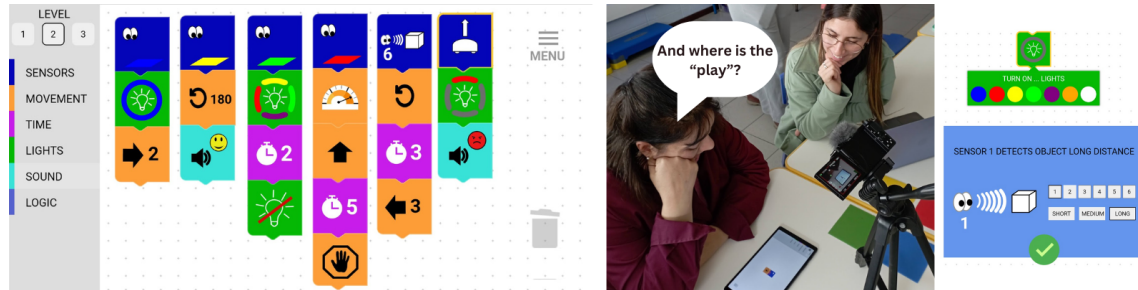 LEVEL
1 2 3
MENU
SENSORS
MOVEMENT
TIME
LIGHTS
SOUND
LOGIC
180
6
2
2
3
5
3
And where is the
“play”?
TURN ON ... LIGHTS
SENSOR 1 DETECTS OBJECT LONG DISTANCE
1 2 3 4 5 6
1
SHORT MEDIUM LONG